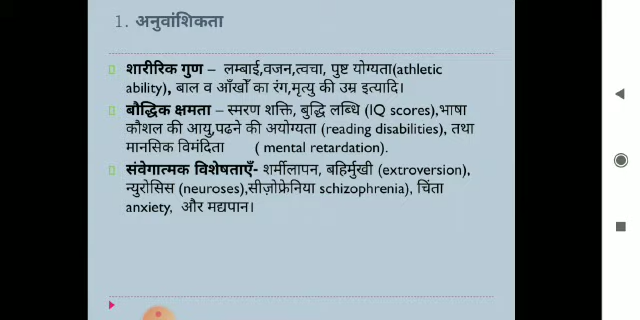 1. अनुवांशिकता
शारीरिक गुण – लम्बाई,वजन,त्वचा, पुष्ट योग्यता(athletic
ability), बाल व आँखों का रंग,मृत्यु की उम्र इत्यादि।
बौद्धिक क्षमता – स्मरण शक्ति, बुद्धि लब्धि (IQ scores),भाषा
कौशल की आयु,पढने की अयोग्यता (reading disabilities), तथा
मानसिक विमंदिता ( mental retardation).
संवेगात्मक विशेषताएँ- शर्मीलापन, बहिर्मुखी (extroversion),
न्युरोसिस (neuroses),सीज़ोफ्रेनिया schizophrenia), चिंता
anxiety, और मद्यपान।